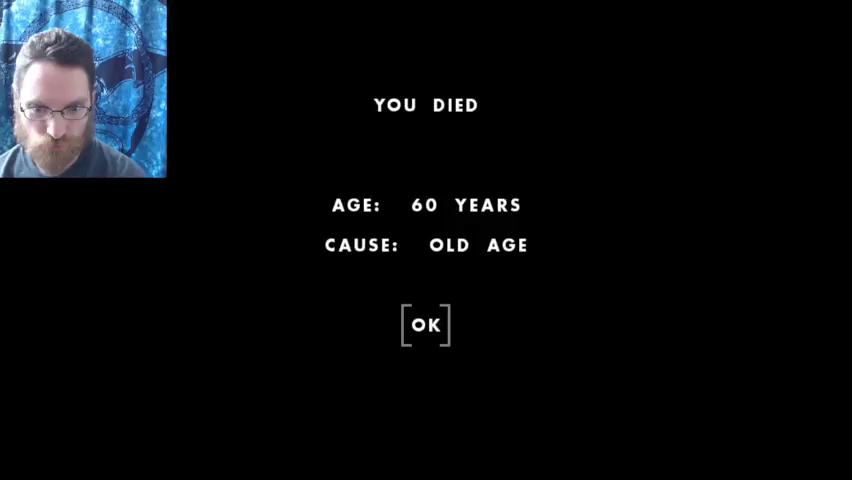 YOU DIED
AGE: 60 YEARS
CAUSE: OLD AGE
[OK]